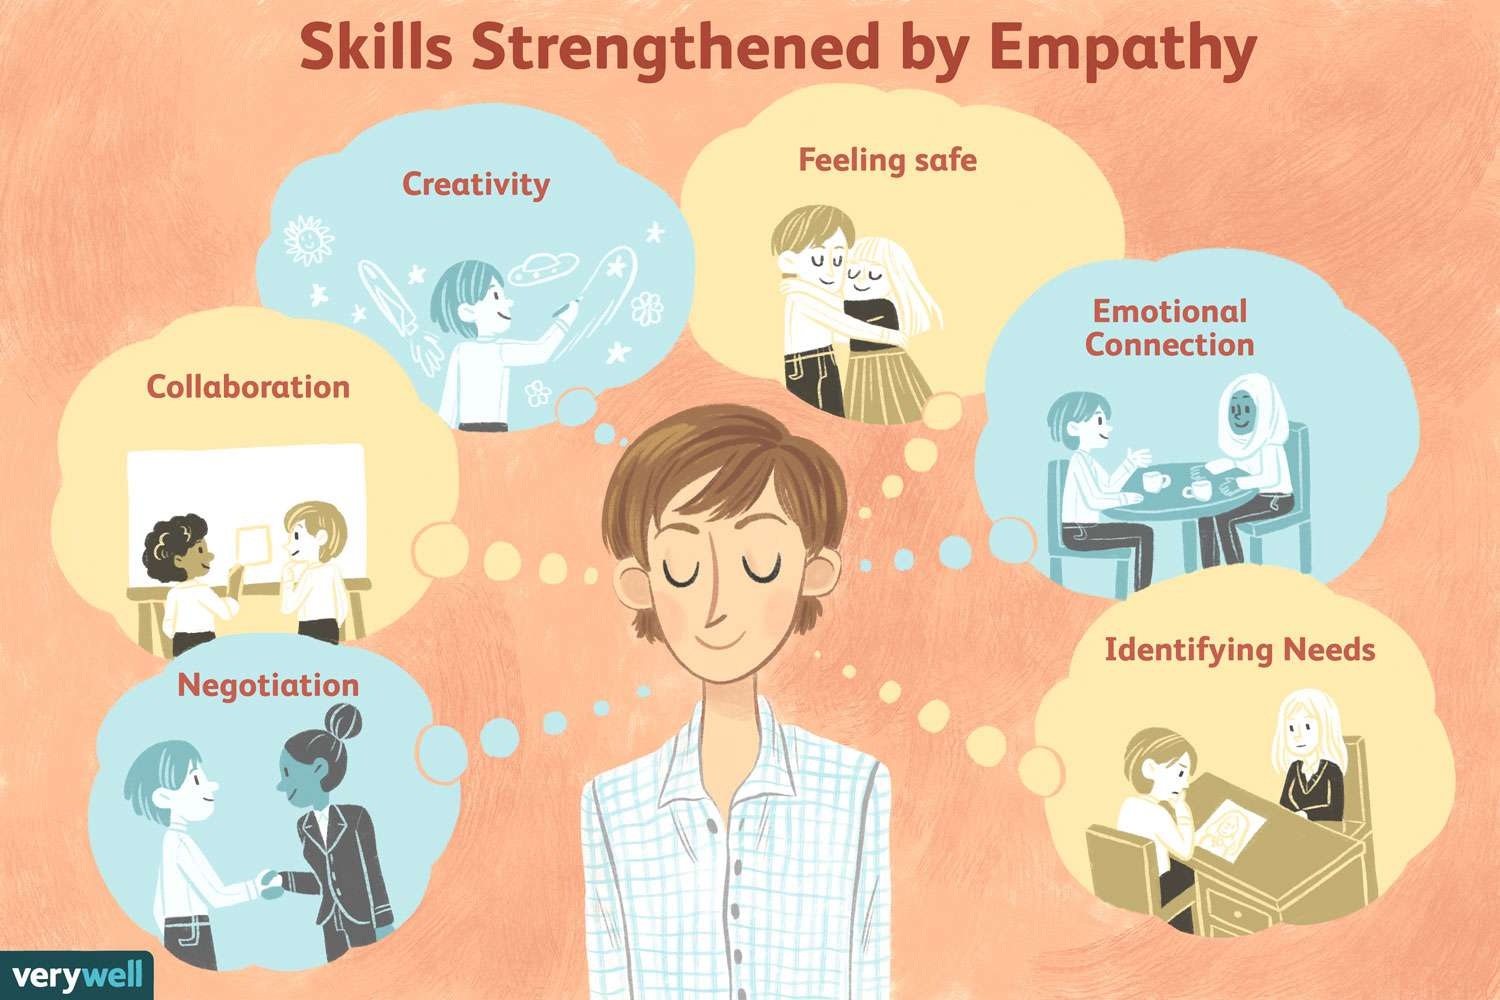 Skills Strengthened by Empathy
Creativity
Feeling safe
Emotional
Connection
Collaboration
Identifying Needs
Negotiation
verywell